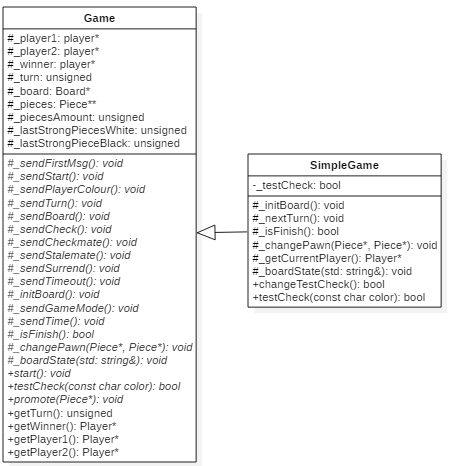 Game
#_player1: player*
#_player2: player*
#_winner: player*
#_turn: unsigned
#_board: Board*
#_pieces: Piece**
#_piecesAmount: unsigned
#_lastStrongPiecesWhite: unsigned
#_lastStrongPieceBlack: unsigned
#_sendFirstMsg(): void
#_sendStart(): void
#_sendPlayerColour(): void
#_sendTurn(): void
#_sendBoard(): void
#_sendCheck(): void
#_sendCheckmate(): void
#_sendStalemate(): void
#_sendSurrend(): void
#_sendTimeout(): void
#_initBoard(): void
#_sendGameMode(): void
#_sendTime(): void
#_isFinish(): bool
#_changePawn(Piece*, Piece*): void
#_boardState(std: string&): void
+start(): void
+testCheck(const char color): bool
+promote(Piece*): void
+getTurn(): unsigned
+getWinner(): Player*
+getPlayer1(): Player*
+getPlayer2(): Player*
SimpleGame
-_testCheck: bool
#_initBoard(): void
#_nextTurn(): void
#_isFinish(): bool
#_changePawn(Piece*, Piece*): void
#_getCurrentPlayer(): Player*
#_boardState(std: string&): void
+changeTestCheck(): bool
+testCheck(const char color): bool